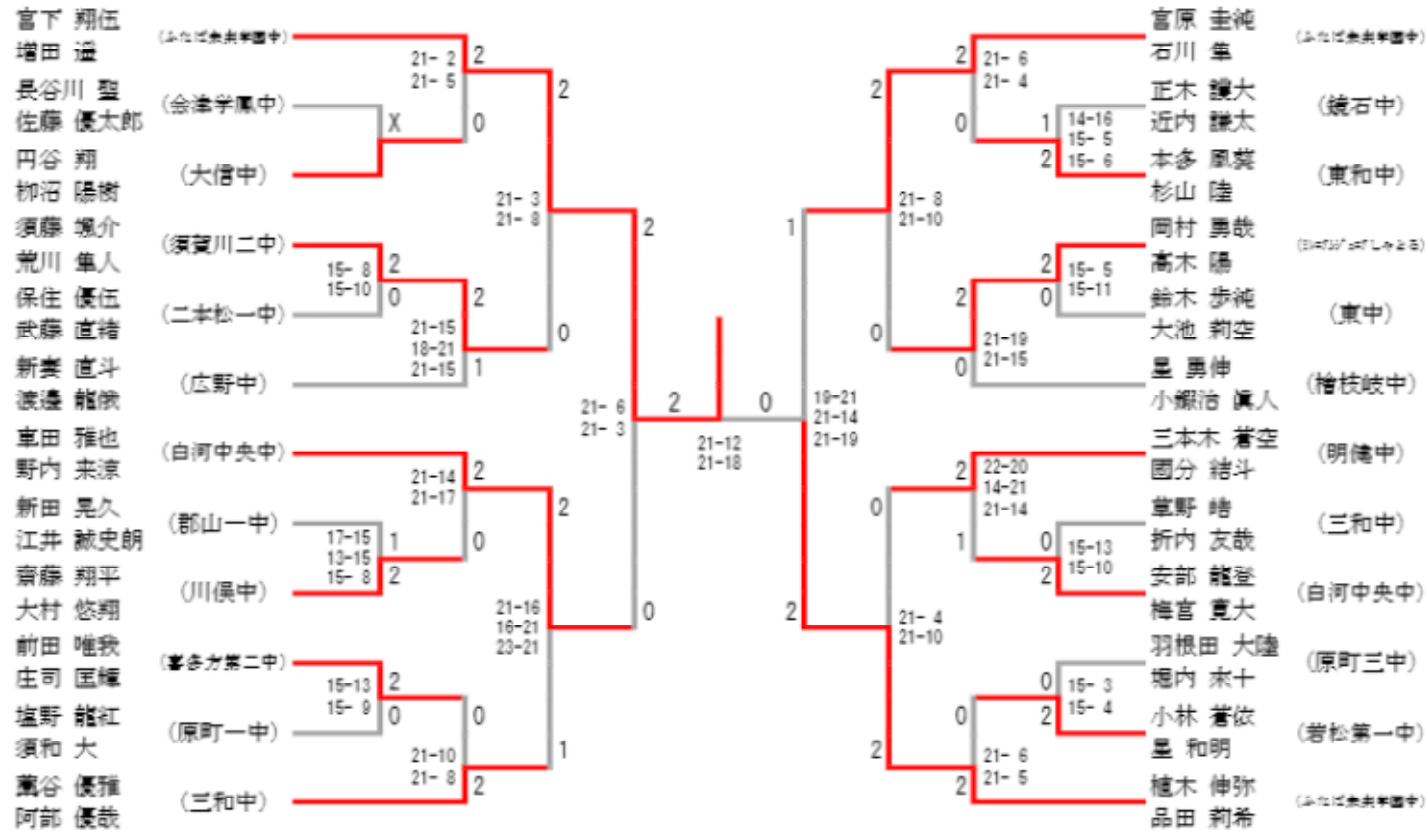 宮下 翔伍
増田 遥
(ふたば未来学園中)
長谷川 聖
佐藤 優太郎
(会津学鳳中)
円谷 翔
柳沼 陽樹
(大信中)
須藤 颯介
荒川 隼人
(須賀川二中)
保住 優伍
武藤 直緒
(二本松一中)
新妻 直斗
渡邊 龍俄
(広野中)
車田 雅也
野内 来涼
(白河中央中)
新田 晃久
江井 誠史朗
(郡山一中)
齋藤 翔平
大村 悠翔
(川俣中)
前田 唯我
庄司 匡輝
(喜多方第二中)
塩野 龍紅
須和 大
(原町一中)
藁谷 優雅
阿部 優哉
(三和中)
21- 2
21- 5
2
0
X
15- 8
15-10
2
0
21-15
18-21
21-15
2
1
21- 3
21- 8
2
0
21-14
21-17
2
0
17-15
13-15
15- 8
1
2
15-13
15- 9
2
0
21-10
21- 8
0
2
21-16
16-21
23-21
2
1
21- 6
21- 3
2
0
2
0
21-12
21-18
19-21
21-14
21-19
1
2
21- 8
21-10
2
0
21- 4
21-10
0
2
21- 6
21- 4
2
0
14-16
15- 5
15- 6
1
2
15- 5
15-11
2
0
21-19
21-15
2
0
22-20
14-21
21-14
2
1
15-13
15-10
0
2
15- 3
15- 4
0
2
21- 6
21- 5
0
2
宮原 圭純
石川 隼
(ふたば未来学園中)
正木 護大
近内 謙太
(鏡石中)
本多 凰龑
杉山 陸
(東和中)
岡村 勇哉
高木 陽
鈴木 歩純
大池 莉空
(東中)
星 勇伸
小鍛治 眞人
(檜枝岐中)
三本木 蒼空
國分 結斗
(明健中)
草野 皓
折内 友哉
(三和中)
安部 龍登
梅宮 寛大
(白河中央中)
羽根田 大陸
堀内 來十
(原町三中)
小林 蒼依
星 和明
(若松第一中)
植木 伸弥
品田 莉希
(ふたば未来学園中)